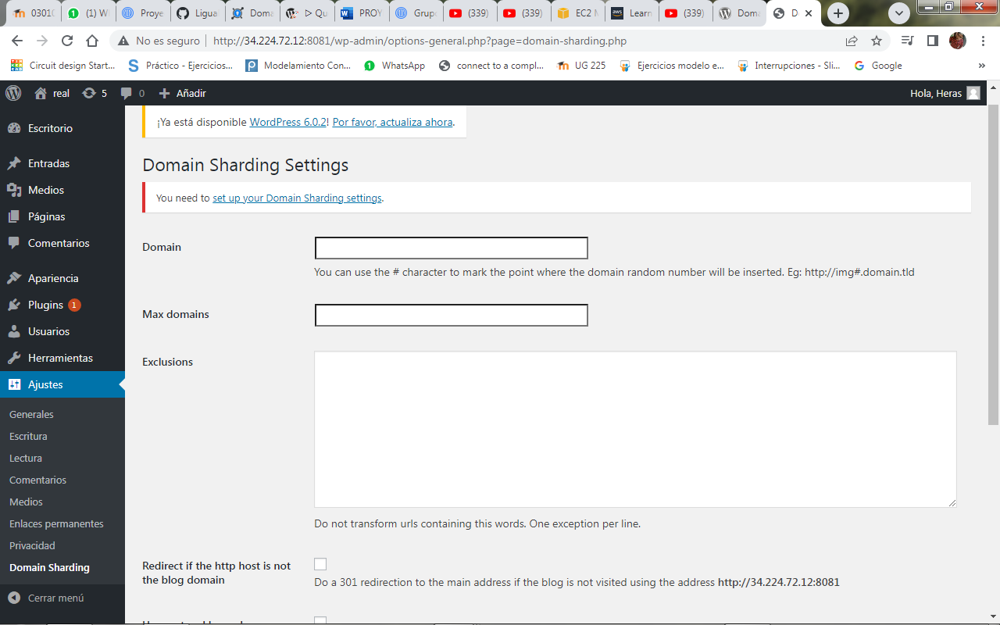 03010
(1) W
Proye
Ligua
Doma
▷ Qu
PROY
Grupo
(339)
(339)
EC2 M
Learn
(339)
Dom
D
No es seguro | http://34.224.72.12:8081/wp-admin/options-general.php?page=domain-sharding.php
Circuit design Start...
Práctico - Ejercicios...
Modelamiento Con...
WhatsApp
connect to a compl...
UG 225
Ejercicios modelo e...
Interrupciones - Sli...
Google
»
real
5
0
Añadir
Hola, Heras
Escritorio
Entradas
Medios
Páginas
Comentarios
Apariencia
Plugins 1
Usuarios
Herramientas
Ajustes
Generales
Escritura
Lectura
Comentarios
Medios
Enlaces permanentes
Privacidad
Domain Sharding
Cerrar menú
¡Ya está disponible WordPress 6.0.2! Por favor, actualiza ahora.
Domain Sharding Settings
You need to set up your Domain Sharding settings.
Domain
You can use the # character to mark the point where the domain random number will be inserted. Eg: http://img#.domain.tld
Max domains
Exclusions
Do not transform urls containing this words. One exception per line.
Redirect if the http host is not
the blog domain
Do a 301 redirection to the main address if the blog is not visited using the address http://34.224.72.12:8081